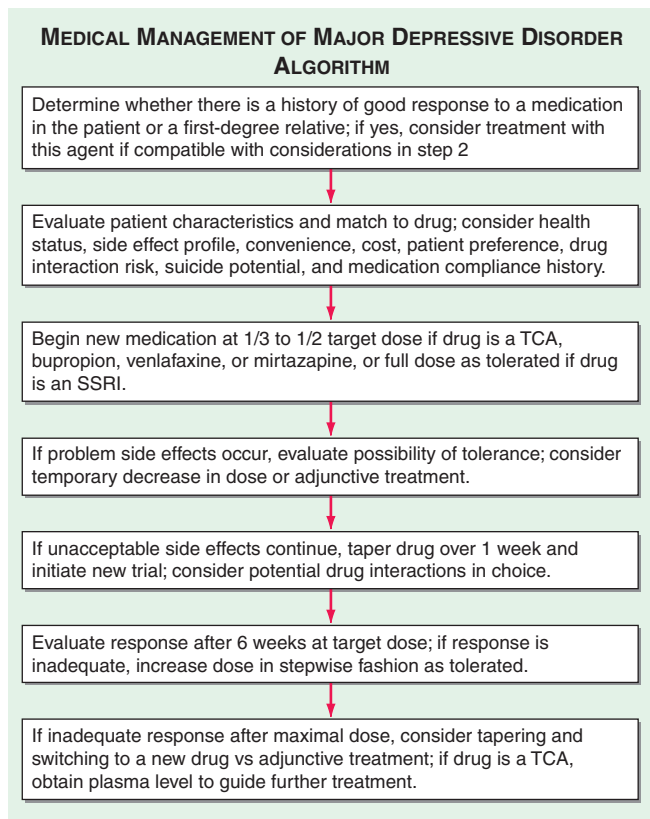 MEDICAL MANAGEMENT OF MAJOR DEPRESSIVE DISORDER
ALGORITHM
Determine whether there is a history of good response to a medication
in the patient or a first-degree relative; if yes, consider treatment with
this agent if compatible with considerations in step 2
Evaluate patient characteristics and match to drug; consider health
status, side effect profile, convenience, cost, patient preference, drug
interaction risk, suicide potential, and medication compliance history.
Begin new medication at 1/3 to 1/2 target dose if drug is a TCA,
bupropion, venlafaxine, or mirtazapine, or full dose as tolerated if drug
is an SSRI.
If problem side effects occur, evaluate possibility of tolerance; consider
temporary decrease in dose or adjunctive treatment.
If unacceptable side effects continue, taper drug over 1 week and
initiate new trial; consider potential drug interactions in choice.
Evaluate response after 6 weeks at target dose; if response is
inadequate, increase dose in stepwise fashion as tolerated.
If inadequate response after maximal dose, consider tapering and
switching to a new drug vs adjunctive treatment; if drug is a TCA,
obtain plasma level to guide further treatment.